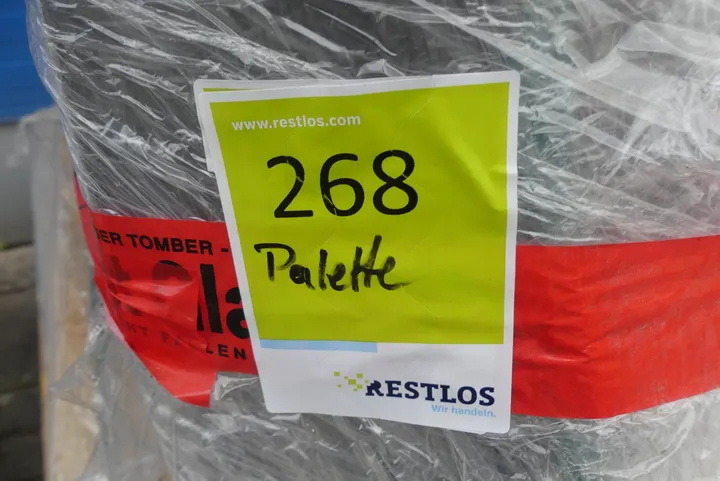 www.restlos.com
268
Palette
ER TOMBER -
RESTLOS
Wir handeln.